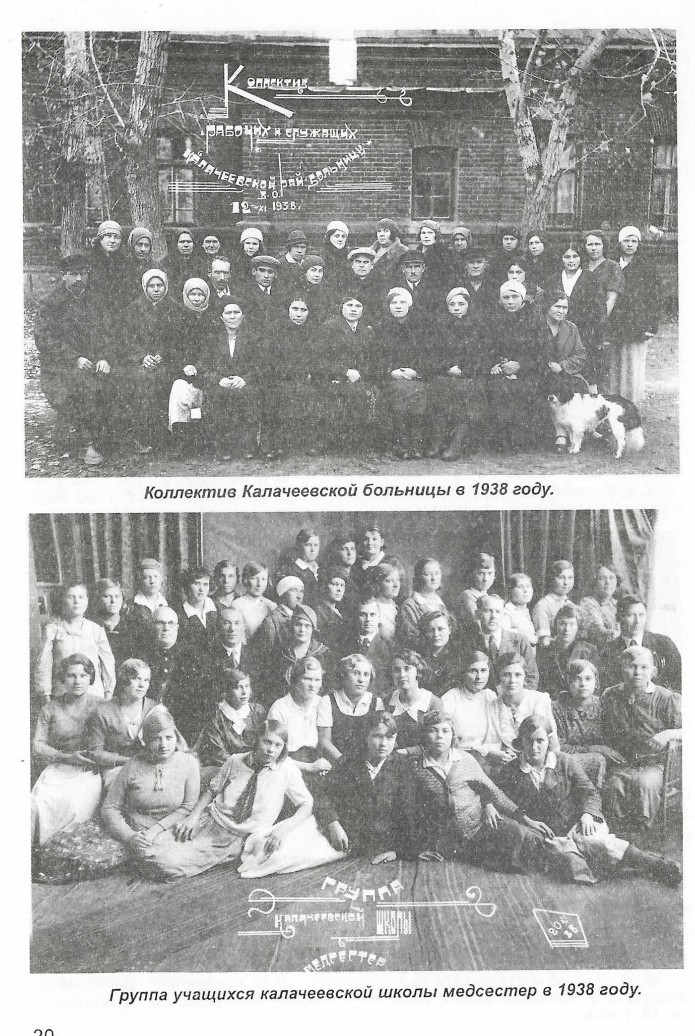 Колектив
рабочих и служащих
Калачеевской рай-больницы
В.О.
12-XI 1938.
Коллектив Калачеевской больницы в 1938 году.
Группа
Калачеевской школы
медсестер
Группа учащихся калачеевской школы медсестер в 1938 году.
20